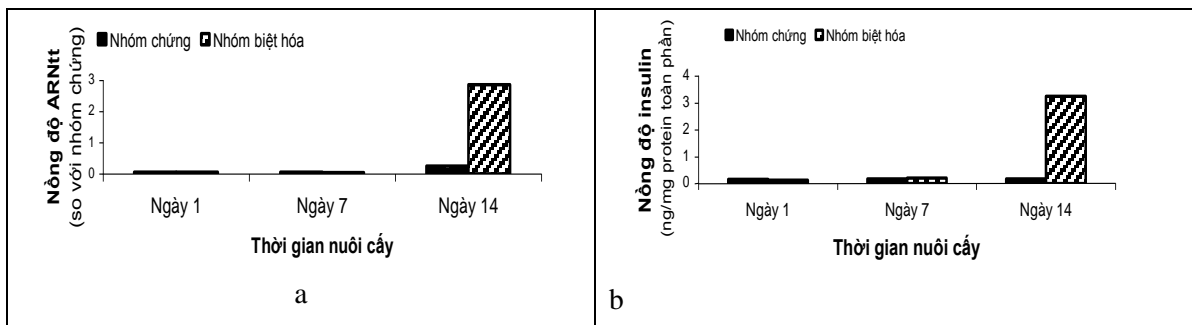 Nhóm chứng Nhóm biệt hóa
Nồng độ ARNtt
(so với nhóm chứng)
3
2
1
0
Ngày 1 Ngày 7 Ngày 14
Thời gian nuôi cấy
a
Nhóm chứng Nhóm biệt hóa
Nồng độ insulin
(ng/mg protein toàn phần)
4
3
2
1
0
Ngày 1 Ngày 7 Ngày 14
Thời gian nuôi cấy
b